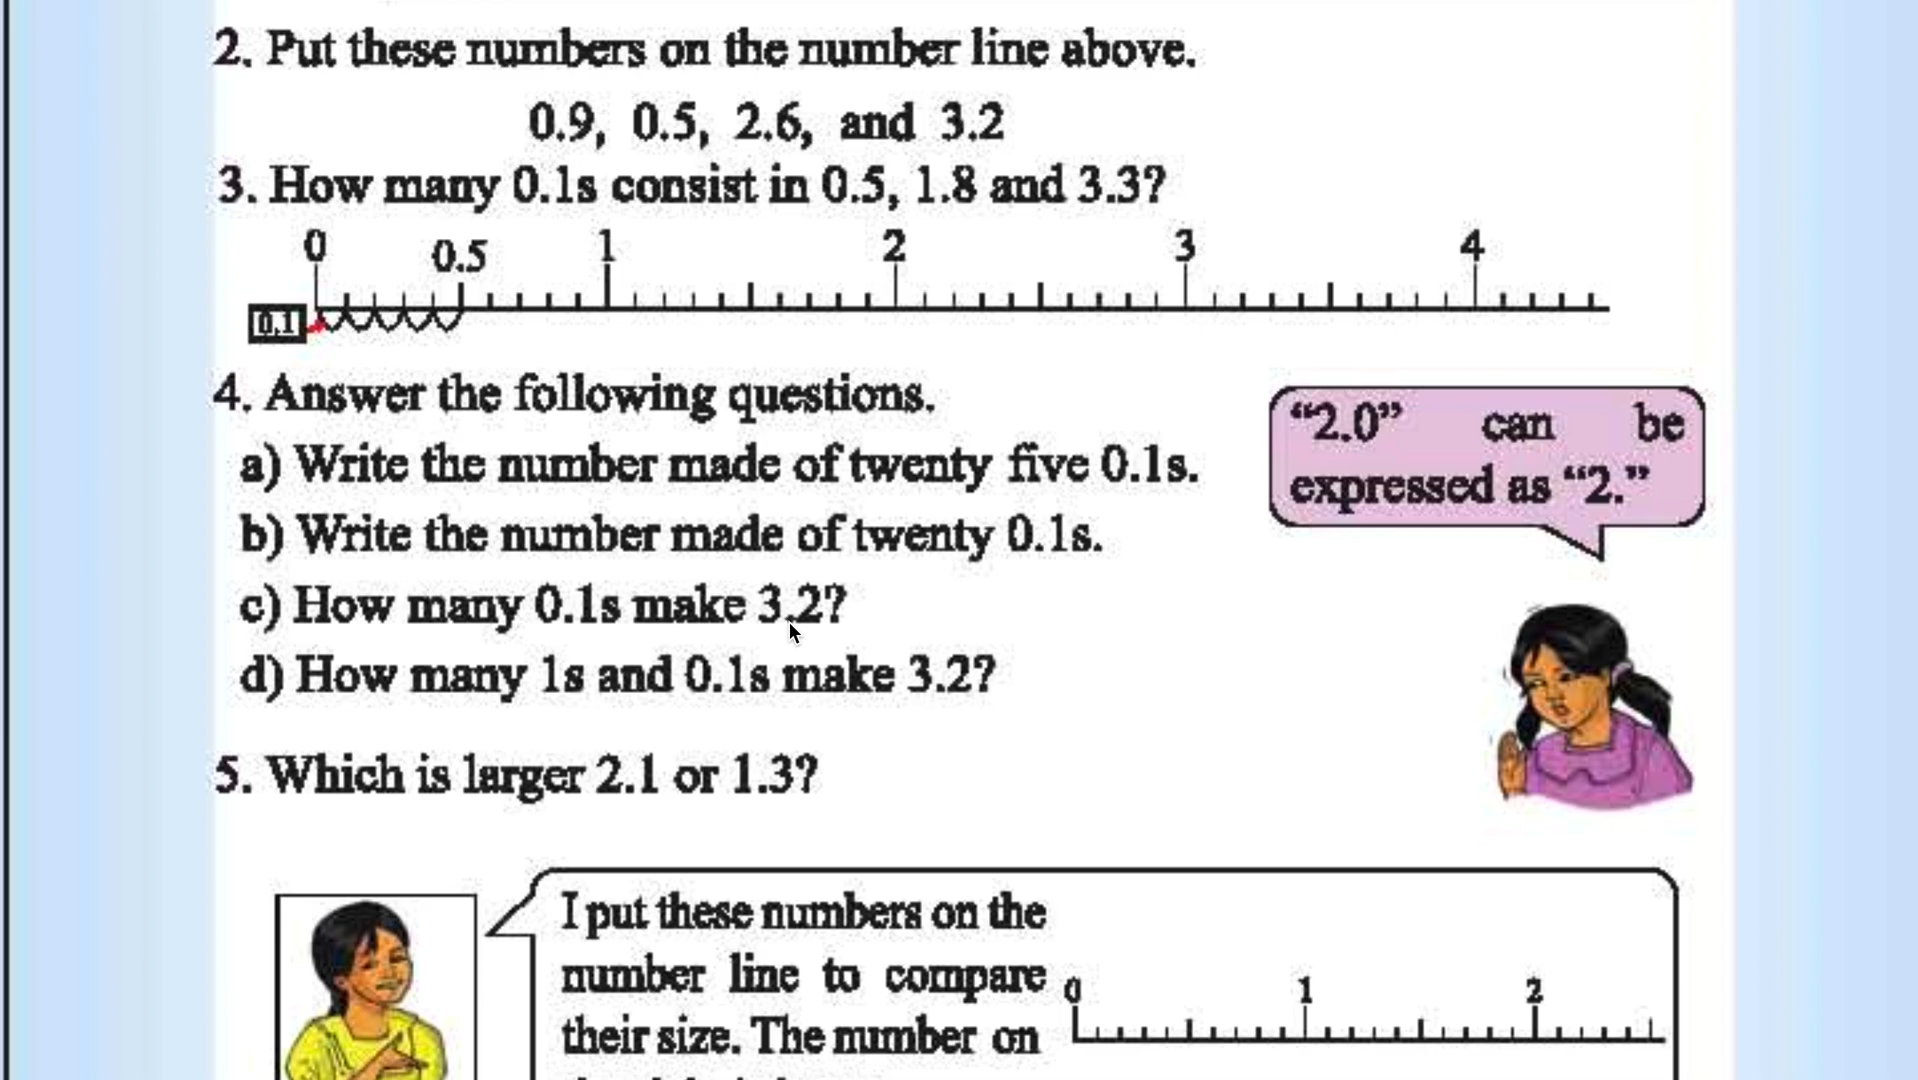 2. Put these numbers on the number line above.
0.9, 0.5, 2.6, and 3.2
3. How many 0.1s consist in 0.5, 1.8 and 3.3?
0 0.5 1 2 3 4
0.1
4. Answer the following questions.
a) Write the number made of twenty five 0.1s.
b) Write the number made of twenty 0.1s.
c) How many 0.1s make 3.2?
d) How many 1s and 0.1s make 3.2?
“2.0” can be
expressed as “2.”
5. Which is larger 2.1 or 1.3?
I put these numbers on the
number line to compare
their size. The number on
0 1 2